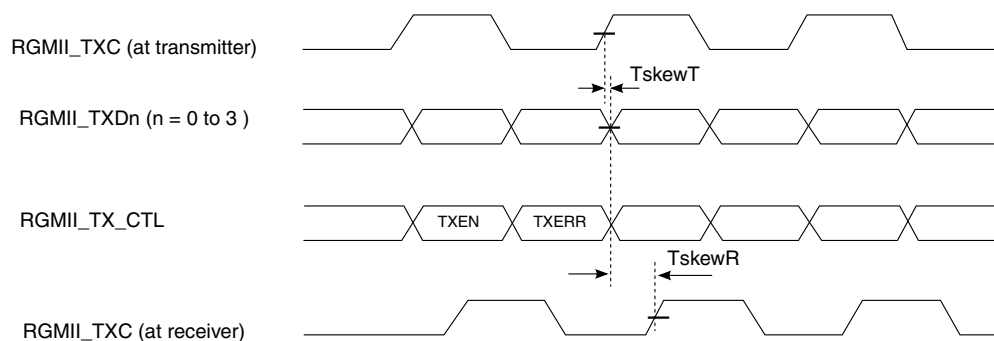 RGMII_TXC (at transmitter)
TskewT
RGMII_TXDn (n = 0 to 3 )
RGMII_TX_CTL
TXEN
TXERR
TskewR
RGMII_TXC (at receiver)